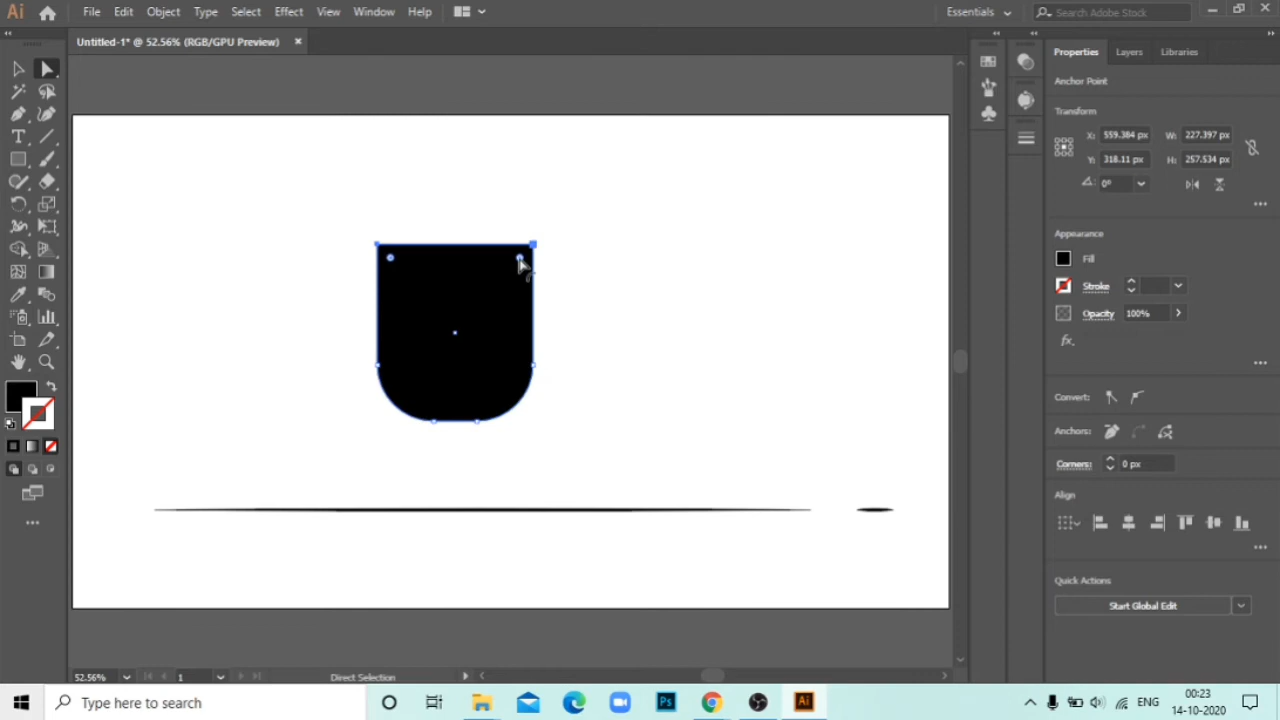 Ai File Edit Object Type Select Effect View Window Help Essentials Search Adobe Stock
Untitled-1* @ 52.56% (RGB/GPU Preview)
Properties Layers Libraries
Anchor Point
Transform
X: 559.384 px W: 227.397 px
Y: 318.11 px H: 257.534 px
0°
Appearance
Fill
Stroke
Opacity 100%
fx.
Convert:
Anchors:
Corners: 0 px
Align
Quick Actions
Start Global Edit
52.56% 1 Direct Selection
Type here to search
Ps
Ai
ENG
00:23
14-10-2020